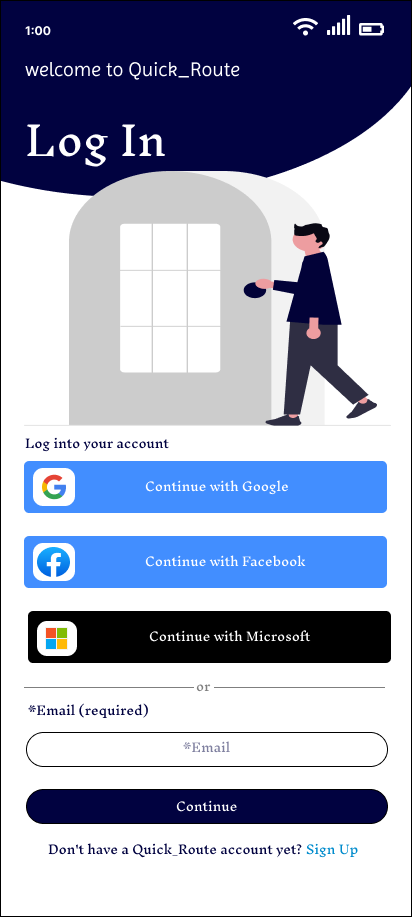 1:00
welcome to Quick_Route
Log In
Log into your account
Continue with Google
Continue with Facebook
Continue with Microsoft
or
*Email (required)
*Email
Continue
Don't have a Quick_Route account yet? Sign Up